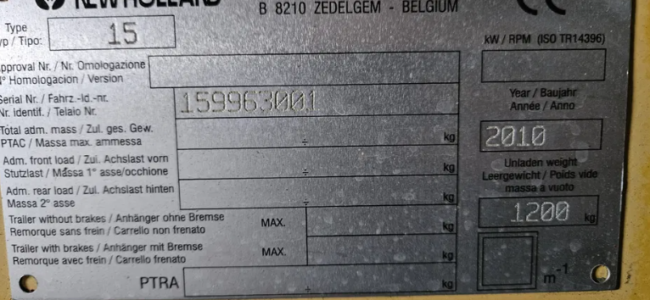 NEW HOLLAND
B 8210 ZEDELGEM - BELGIUM
CE
Type
yp / Tipo:
15
kW / RPM (ISO TR14396)
Approval Nr. / Nr. Omologazione
N° Homologacion / Version
Serial Nr. / Fahrz.-Id.-nr.
Nr. identif. / Telaio Nr.
159963001
Year / Baujahr
Année / Anno
2010
Total adm. mass / Zul. ges. Gew.
PTAC / Massa max. ammessa
÷ kg
Adm. front load / Zul. Achslast vorn
Stutzlast / Massa 1° asse/occhione
÷ kg
Unladen weight
Leergewicht / Poids vide
massa à vuoto
1200 kg
Adm. rear load / Zul. Achslast hinten
Massa 2° asse
÷ kg
Trailer without brakes / Anhänger ohne Bremse
Remorque sans frein / Carrello non frenato
MAX. kg
Trailer with brakes / Anhänger mit Bremse
Remorque avec frein / Carrello frenato
MAX. kg
PTRA
÷ kg
m-1